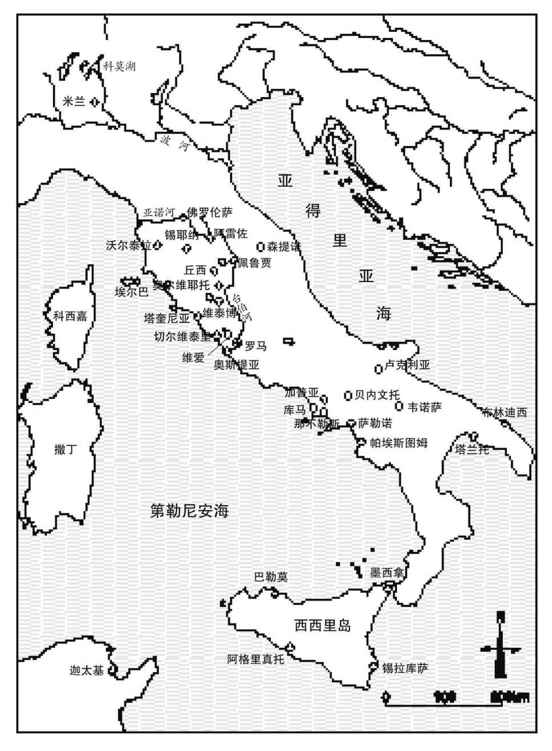 科莫湖
米兰
波河
亚得里亚海
亚诺河
佛罗伦萨
锡耶纳
阿雷佐
沃尔泰拉
森提诺
佩鲁贾
丘西
奥尔维耶托
埃尔巴
台伯河
科西嘉
塔奎尼亚
维泰博
切尔维泰里
罗马
维爱
奥斯提亚
卢克利亚
加普亚
贝内文托
库马
韦诺萨
布林迪西
那不勒斯
萨勒诺
帕埃斯图姆
塔兰托
撒丁
第勒尼安海
巴勒莫
墨西拿
西西里岛
阿格里真托
锡拉库萨
迦太基
N
0 100 200km